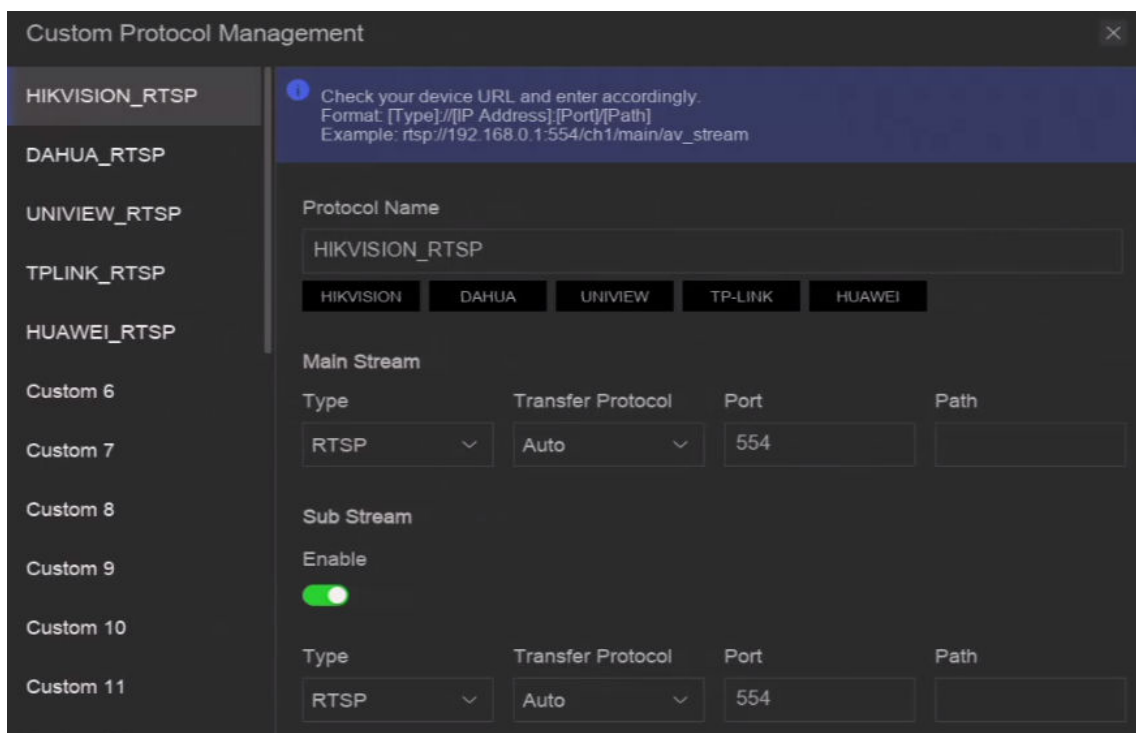 Custom Protocol Management
HIKVISION_RTSP
DAHUA_RTSP
UNIVIEW_RTSP
TPLINK_RTSP
HUAWEI_RTSP
Custom 6
Custom 7
Custom 8
Custom 9
Custom 10
Custom 11
Check your device URL and enter accordingly.
Format: [Type]://[IP Address]:[Port]/[Path]
Example: rtsp://192.168.0.1:554/ch1/main/av_stream
Protocol Name
HIKVISION_RTSP
HIKVISION DAHUA UNIVIEW TP-LINK HUAWEI
Main Stream
Type Transfer Protocol Port Path
RTSP Auto 554
Sub Stream
Enable
Type Transfer Protocol Port Path
RTSP Auto 554